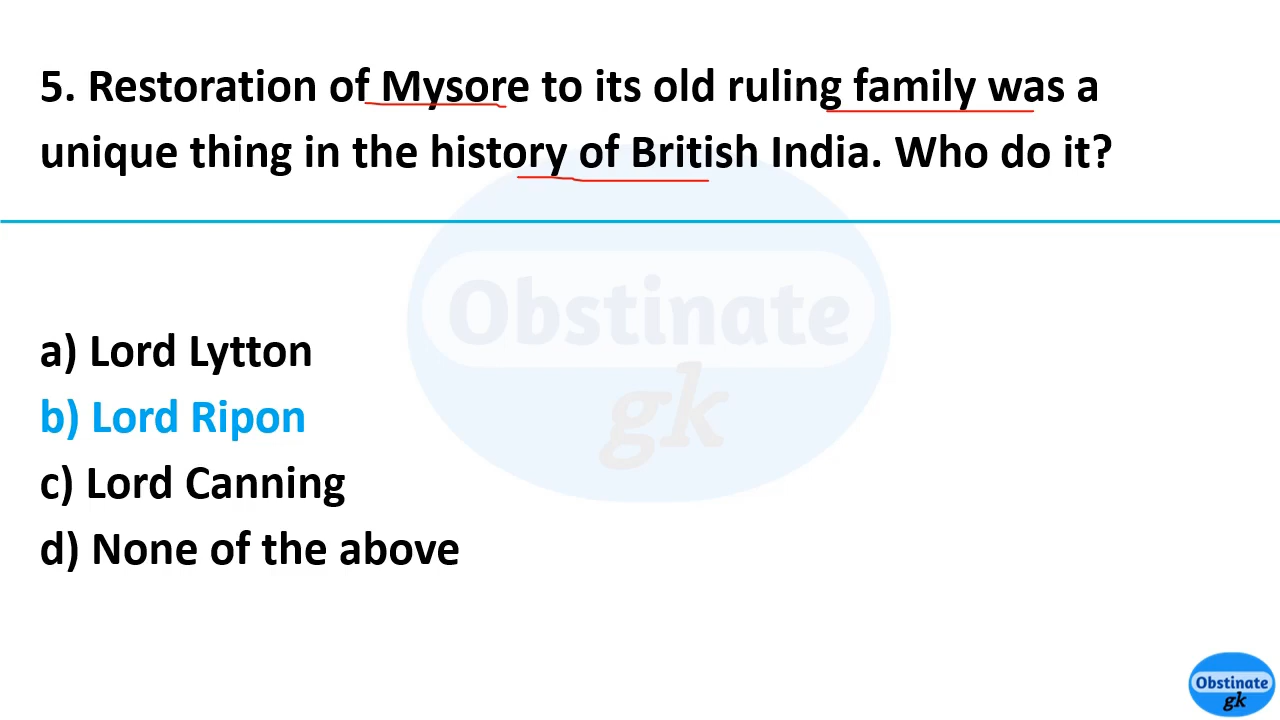 5. Restoration of Mysore to its old ruling family was a
unique thing in the history of British India. Who do it?
Obstinate
gk
a) Lord Lytton
b) Lord Ripon
c) Lord Canning
d) None of the above
Obstinate
gk